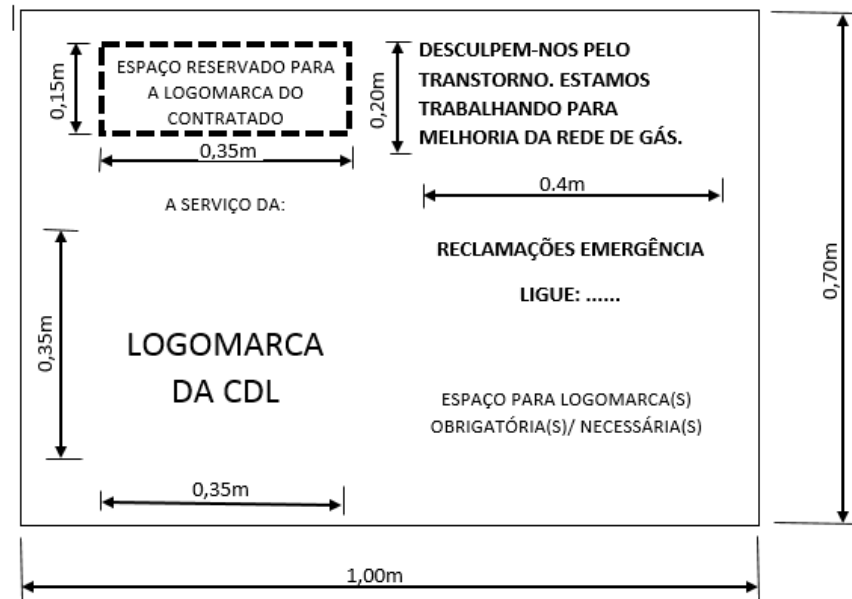 ESPAÇO RESERVADO PARA
A LOGOMARCA DO
CONTRATADO
0,15m
0,35m
0,20m
DESCULPEM-NOS PELO
TRANSTORNO. ESTAMOS
TRABALHANDO PARA
MELHORIA DA REDE DE GÁS.
0.4m
A SERVIÇO DA:
RECLAMAÇÕES EMERGÊNCIA
LIGUE: ......
0,35m
LOGOMARCA
DA CDL
ESPAÇO PARA LOGOMARCA(S)
OBRIGATÓRIA(S)/ NECESSÁRIA(S)
0,35m
0,70m
1,00m